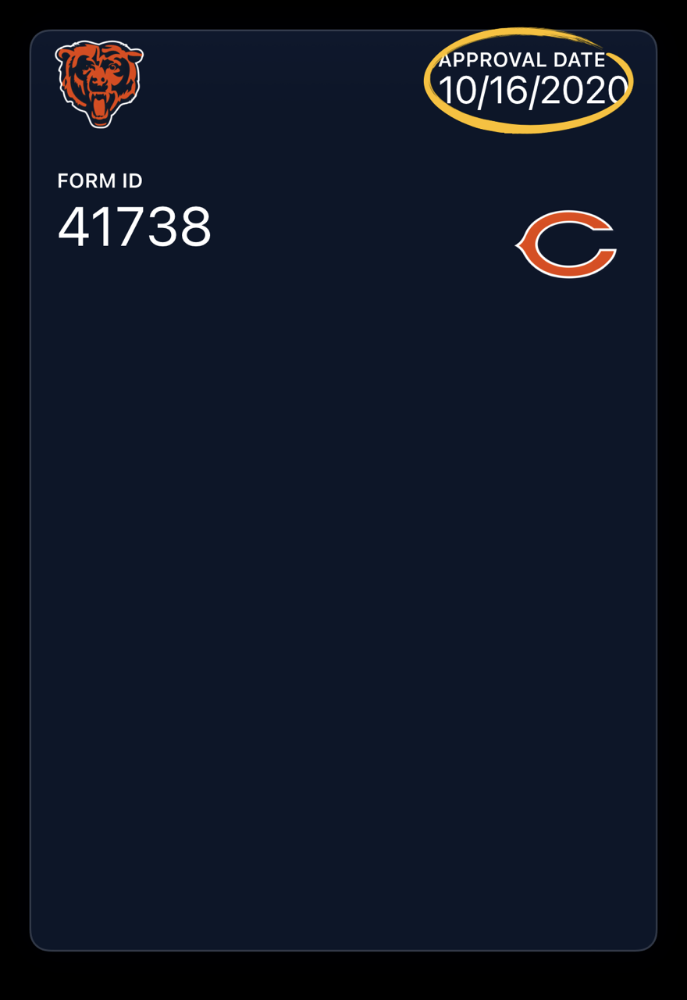 APPROVAL DATE
10/16/2020
FORM ID
41738